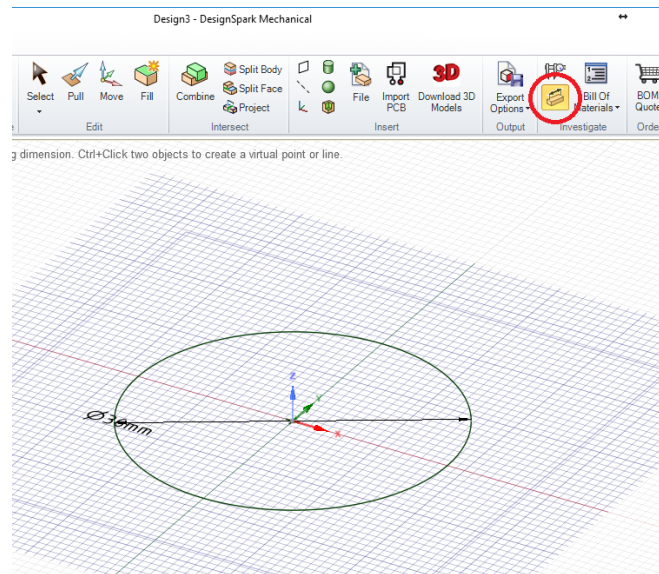 Design3 - DesignSpark Mechanical
Select Pull Move Fill
Edit
Combine
Split Body
Split Face
Project
Intersect
File Import PCB Download 3D Models
3D
Insert
Export Options
Output
Bill Of Materials
Investigate
BOM Quote
Orde
g dimension. Ctrl+Click two objects to create a virtual point or line.
Z
Y
X